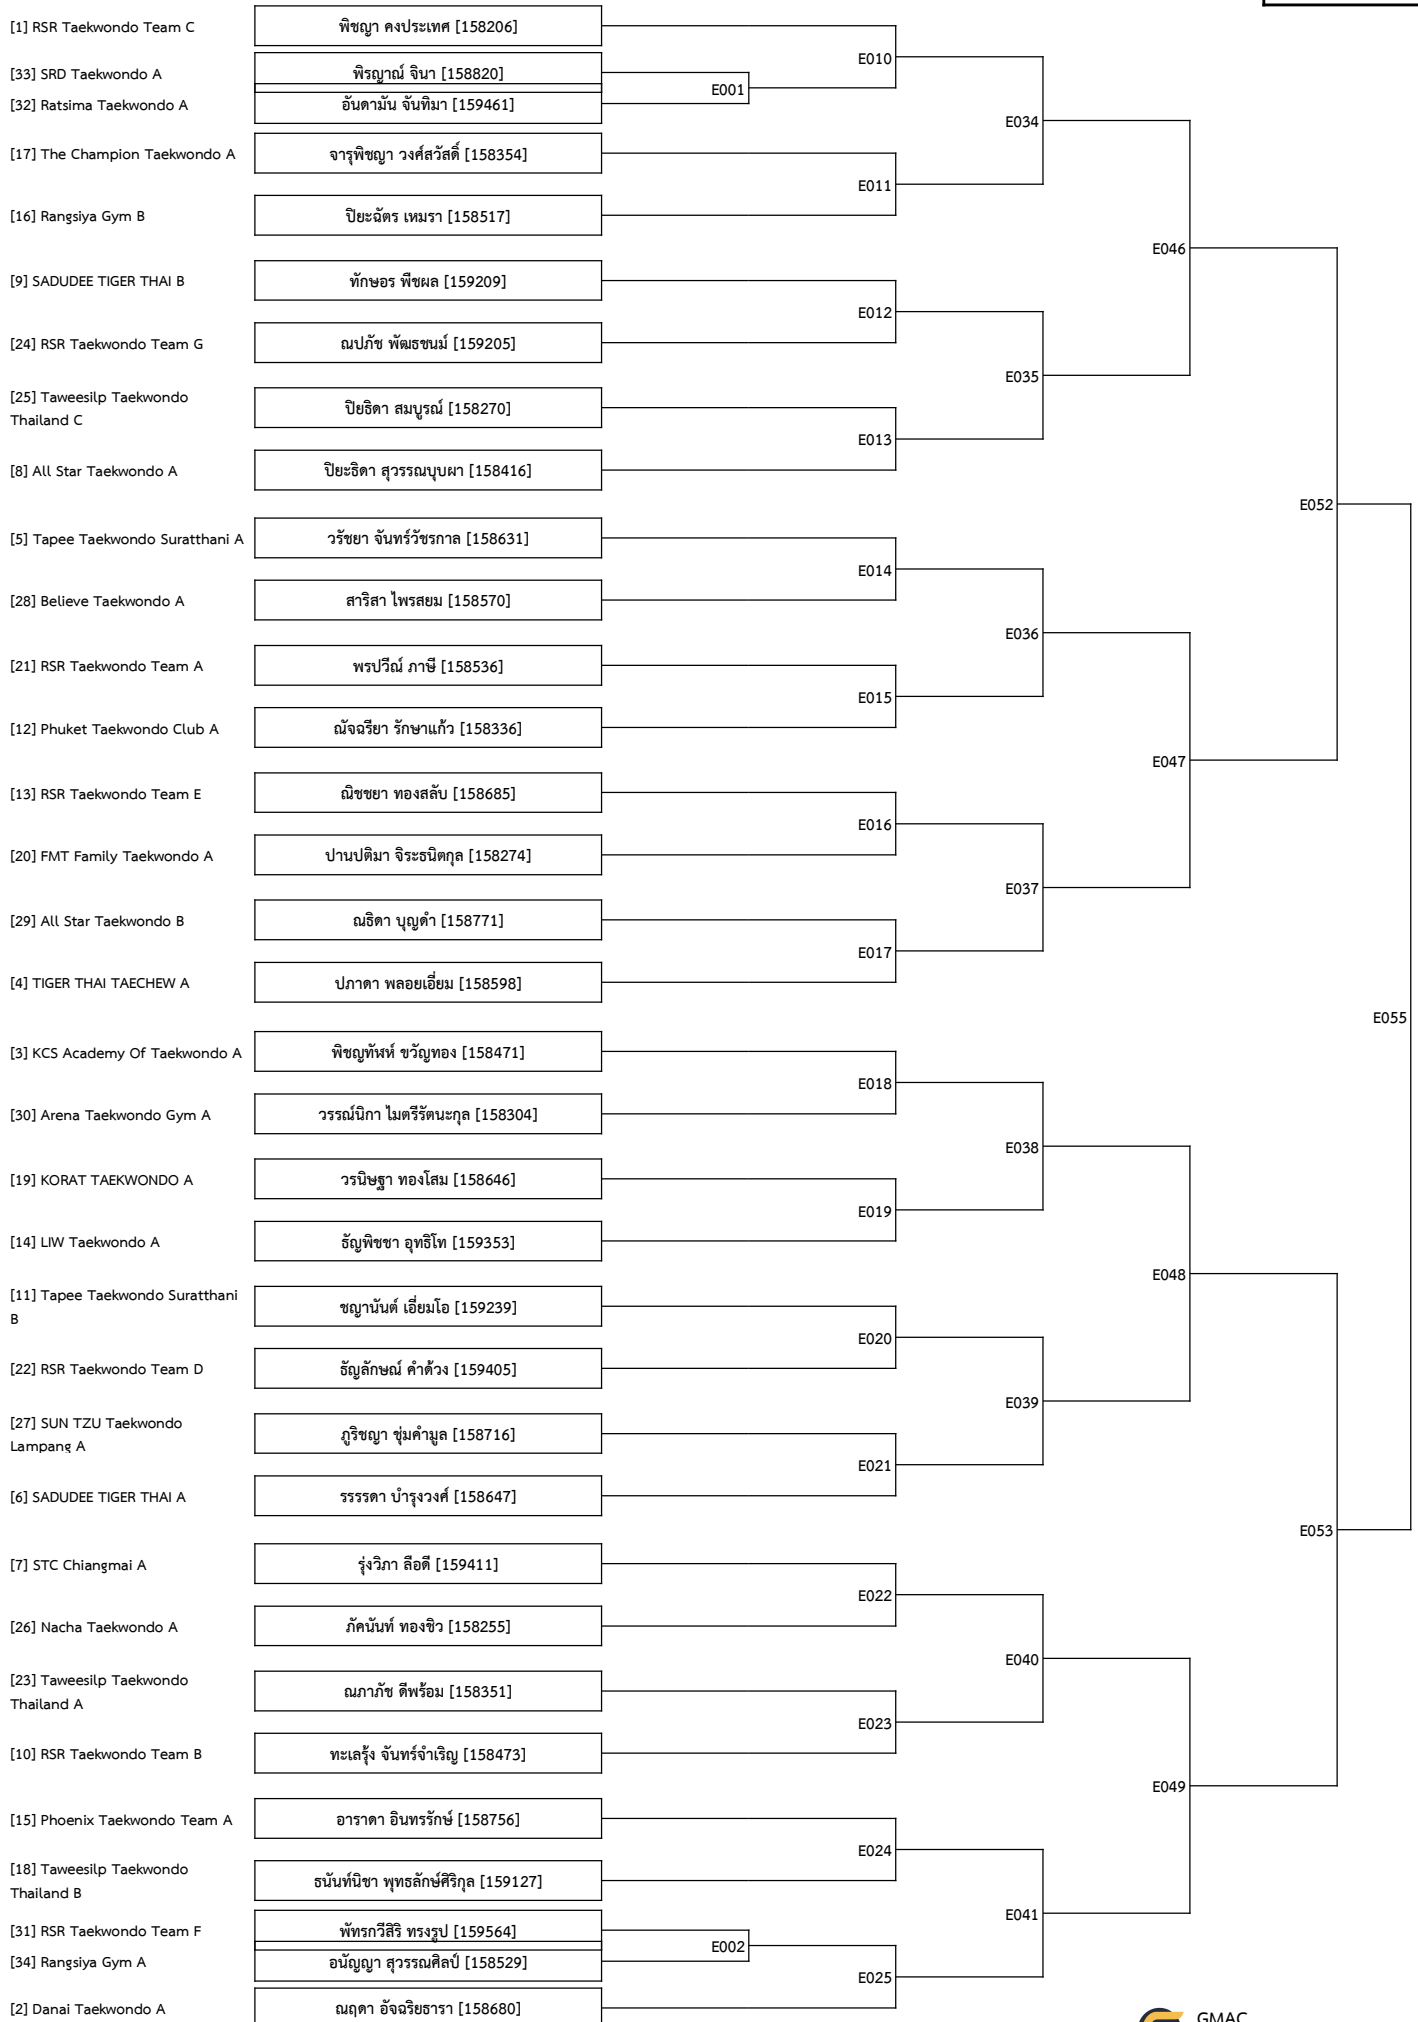 [1] RSR Taekwondo Team C
พิชญา คงประเทศ [158206]
E010
[33] SRD Taekwondo A
พิรญาณ์ จินา [158820]
E001
[32] Ratsima Taekwondo A
อันดามัน จันทิมา [159461]
E034
[17] The Champion Taekwondo A
จารุพิชญา วงศ์สวัสดิ์ [158354]
E011
[16] Rangsiya Gym B
ปิยะฉัตร เหมรา [158517]
E046
[9] SADUDEE TIGER THAI B
ทักษอร พืชผล [159209]
E012
[24] RSR Taekwondo Team G
ณปภัช พัฒธชนม์ [159205]
E035
[25] Taweesilp Taekwondo
Thailand C
ปิยธิดา สมบูรณ์ [158270]
E013
[8] All Star Taekwondo A
ปิยะธิดา สุวรรณบุบผา [158416]
E052
[5] Tapee Taekwondo Suratthani A
วรัชยา จันทร์วัชรกาล [158631]
E014
[28] Believe Taekwondo A
สาริสา ไพรสยม [158570]
E036
[21] RSR Taekwondo Team A
พรปวีณ์ ภาษี [158536]
E015
[12] Phuket Taekwondo Club A
ณัจฉรียา รักษาแก้ว [158336]
E047
[13] RSR Taekwondo Team E
ณิชชยา ทองสลับ [158685]
E016
[20] FMT Family Taekwondo A
ปานปติมา จิระธนิตกุล [158274]
E037
[29] All Star Taekwondo B
ณธิดา บุญดำ [158771]
E017
[4] TIGER THAI TAECHEW A
ปภาดา พลอยเอี่ยม [158598]
E055
[3] KCS Academy Of Taekwondo A
พิชญทัฬห์ ขวัญทอง [158471]
E018
[30] Arena Taekwondo Gym A
วรรณ์นิกา ไมตรีรัตนะกุล [158304]
E038
[19] KORAT TAEKWONDO A
วรนิษฐา ทองโสม [158646]
E019
[14] LIW Taekwondo A
ธัญพิชชา อุทธิโท [159353]
E048
[11] Tapee Taekwondo Suratthani
B
ชญานันต์ เอี่ยมโอ [159239]
E020
[22] RSR Taekwondo Team D
ธัญลักษณ์ คำด้วง [159405]
E039
[27] SUN TZU Taekwondo
Lampang A
ภูริชญา ชุ่มคำมูล [158716]
E021
[6] SADUDEE TIGER THAI A
รรรรดา บำรุงวงศ์ [158647]
E053
[7] STC Chiangmai A
รุ่งวิภา ลือดี [159411]
E022
[26] Nacha Taekwondo A
ภัคนันท์ ทองชิว [158255]
E040
[23] Taweesilp Taekwondo
Thailand A
ณภาภัช ดีพร้อม [158351]
E023
[10] RSR Taekwondo Team B
ทะเลรุ้ง จันทร์จำเริญ [158473]
E049
[15] Phoenix Taekwondo Team A
อาราดา อินทรรักษ์ [158756]
E024
[18] Taweesilp Taekwondo
Thailand B
ธนันท์นิชา พุทธลักษ์ศิริกุล [159127]
E041
[31] RSR Taekwondo Team F
พัทรกวีสิริ ทรงรูป [159564]
E002
[34] Rangsiya Gym A
อนัญญา สุวรรณศิลป์ [158529]
E025
[2] Danai Taekwondo A
ณฤดา อัจฉริยธารา [158680]
GMAC